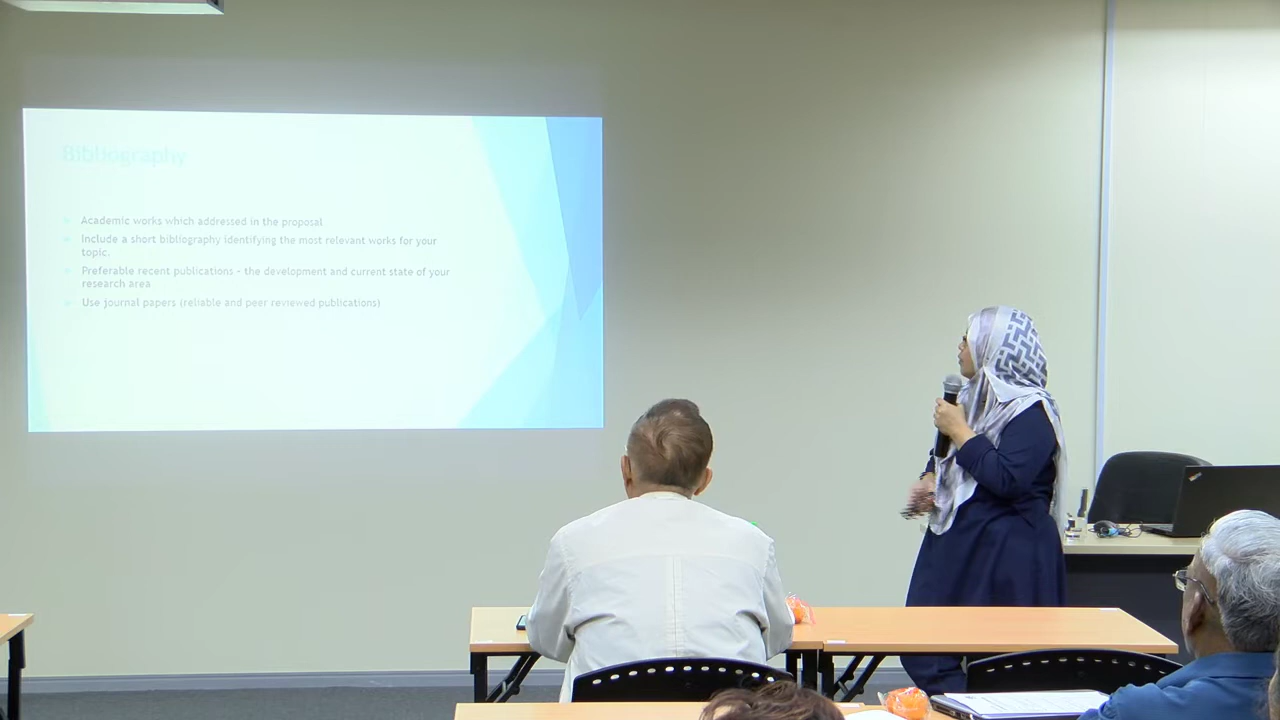 Bibliography
Academic works which addressed in the proposal
Include a short bibliography identifying the most relevant works for your
topic.
Preferable recent publications – the development and current state of your
research area
Use journal papers (reliable and peer reviewed publications)